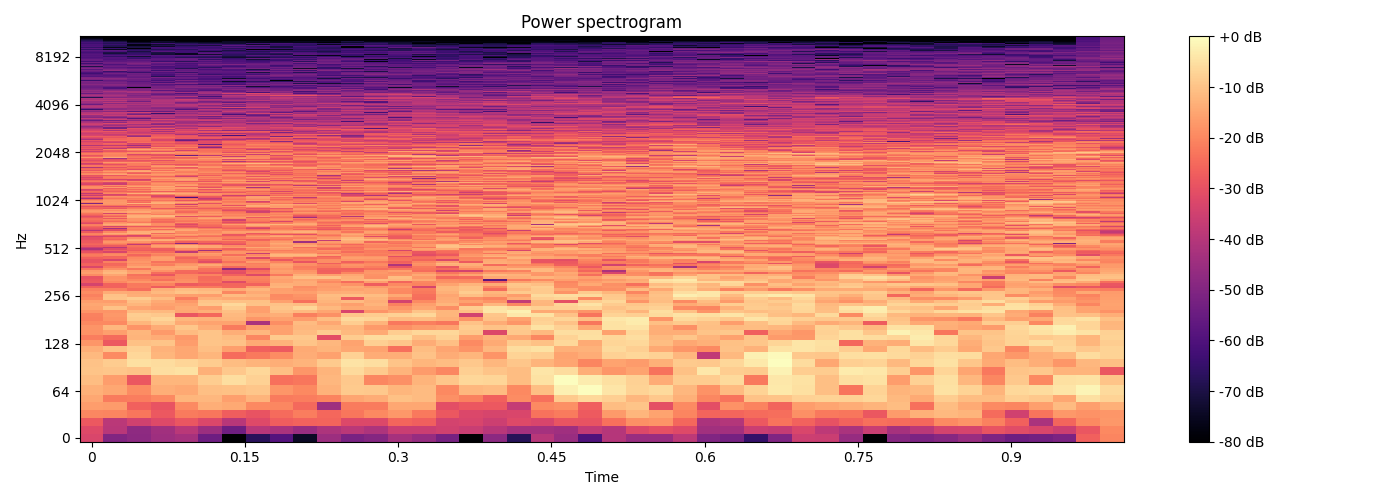 Power spectrogram
Hz
8192
4096
2048
1024
512
256
128
64
0
0 0.15 0.3 0.45 0.6 0.75 0.9
Time
+0 dB
-10 dB
-20 dB
-30 dB
-40 dB
-50 dB
-60 dB
-70 dB
-80 dB